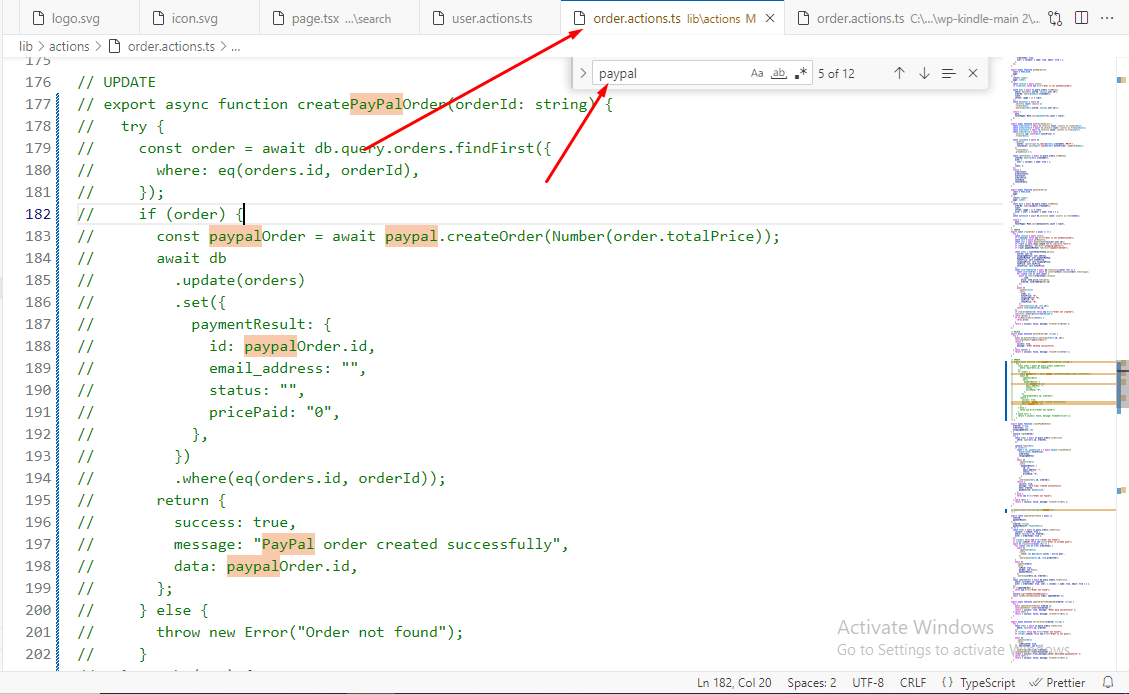 logo.svg icon.svg page.tsx ...\search user.actions.ts order.actions.ts lib\actions M order.actions.ts C:\...\wp-kindle-main 2\...
lib > actions > order.actions.ts > ...
paypal Aa ab .* 5 of 12
175
176 // UPDATE
177 // export async function createPayPalOrder(orderId: string) {
178 //   try {
179 //     const order = await db.query.orders.findFirst({
180 //       where: eq(orders.id, orderId),
181 //     });
182 //     if (order) {
183 //       const paypalOrder = await paypal.createOrder(Number(order.totalPrice));
184 //       await db
185 //         .update(orders)
186 //         .set({
187 //           paymentResult: {
188 //             id: paypalOrder.id,
189 //             email_address: "",
190 //             status: "",
191 //             pricePaid: "0",
192 //           },
193 //         })
194 //         .where(eq(orders.id, orderId));
195 //       return {
196 //         success: true,
197 //         message: "PayPal order created successfully",
198 //         data: paypalOrder.id,
199 //       };
200 //     } else {
201 //       throw new Error("Order not found");
202 //     }
Activate Windows
Go to Settings to activate Windows.
Ln 182, Col 20 Spaces: 2 UTF-8 CRLF {} TypeScript Prettier